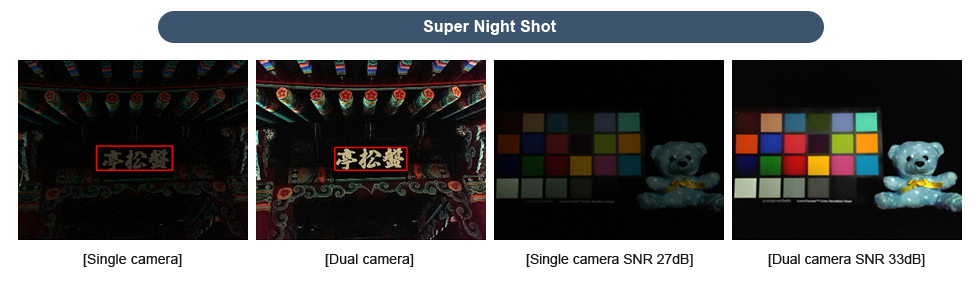 Super Night Shot
亭松盤
亭松盤
[Single camera]
[Dual camera]
[Single camera SNR 27dB]
[Dual camera SNR 33dB]